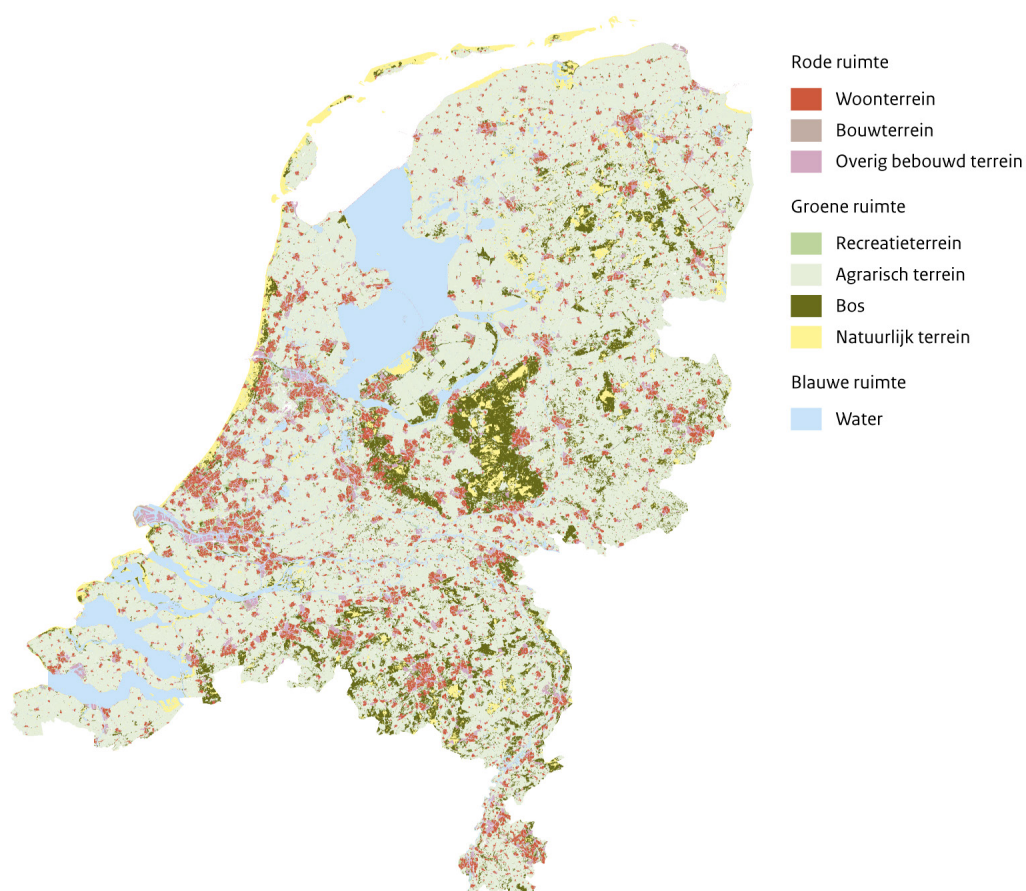 Rode ruimte
Woonterrein
Bouwterrein
Overig bebouwd terrein
Groene ruimte
Recreatieterrein
Agrarisch terrein
Bos
Natuurlijk terrein
Blauwe ruimte
Water